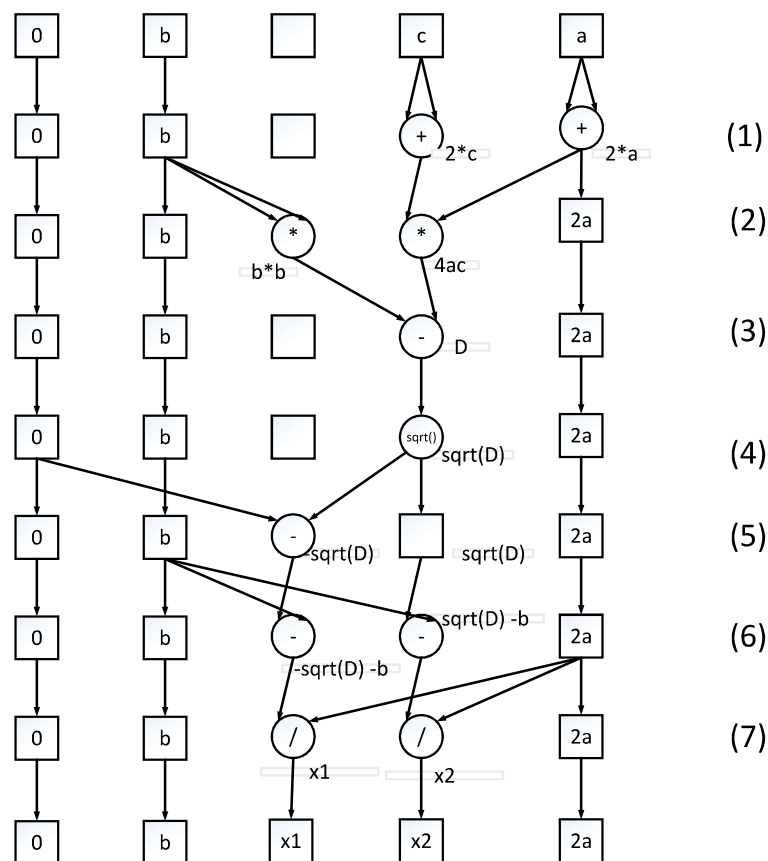 0 b c a
0 b + 2*c + 2*a (1)
0 b * b*b * 4ac 2a (2)
0 b - D 2a (3)
0 b sqrt() sqrt(D) 2a (4)
0 b - -sqrt(D) sqrt(D) 2a (5)
0 b - -sqrt(D) -b - sqrt(D) -b 2a (6)
0 b / x1 / x2 2a (7)
0 b x1 x2 2a